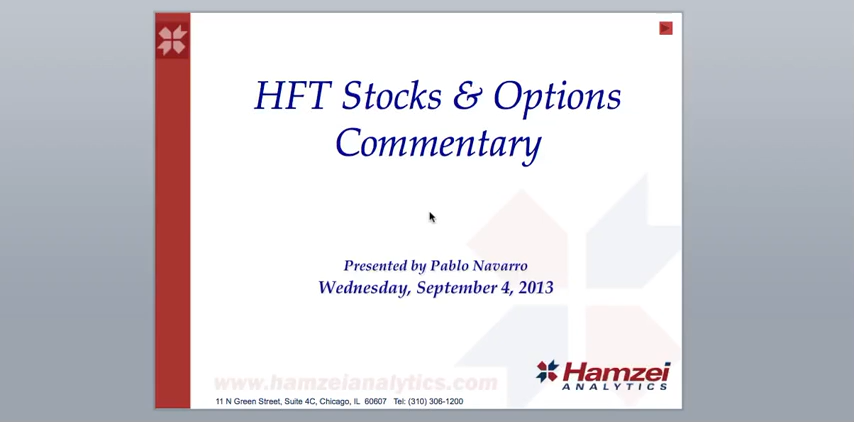 HFT Stocks & Options
Commentary
Presented by Pablo Navarro
Wednesday, September 4, 2013
Hamzei
ANALYTICS
www.hamzeianalytics.com
11 N Green Street, Suite 4C, Chicago, IL 60607 Tel: (310) 306-1200